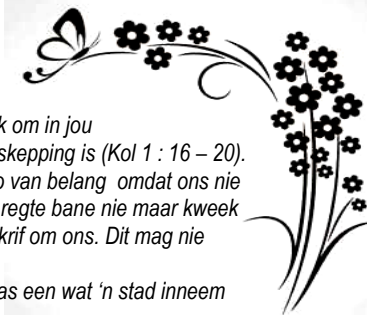 k om in jou
skepping is (Kol 1 : 16 – 20).
o van belang omdat ons nie
regte bane nie maar kweek
krif om ons. Dit mag nie
as een wat ‘n stad inneem